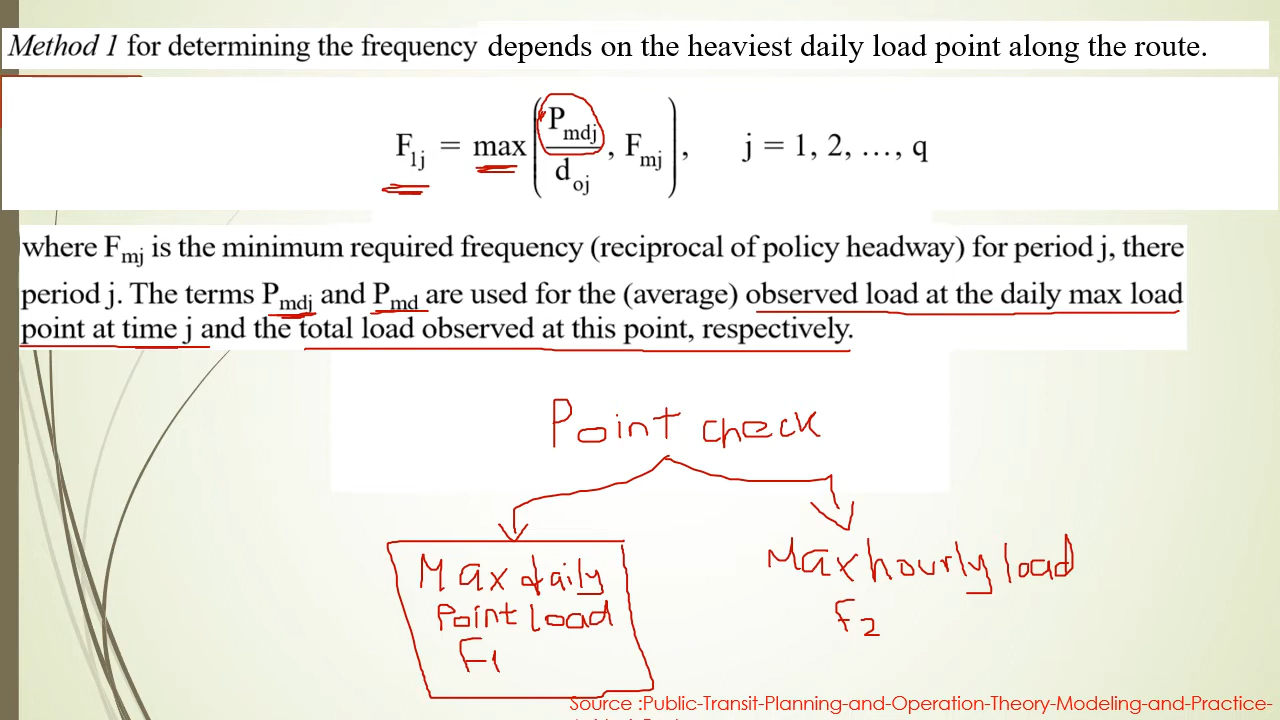 Method 1 for determining the frequency depends on the heaviest daily load point along the route.
F1j = max (Pmdj / doj , Fmj), j = 1, 2, …, q
where Fmj is the minimum required frequency (reciprocal of policy headway) for period j, there
period j. The terms Pmdj and Pmd are used for the (average) observed load at the daily max load
point at time j and the total load observed at this point, respectively.
Point check
Max daily
Point load
F1
Max hourly load
F2
Source :Public-Transit-Planning-and-Operation-Theory-Modeling-and-Practice-